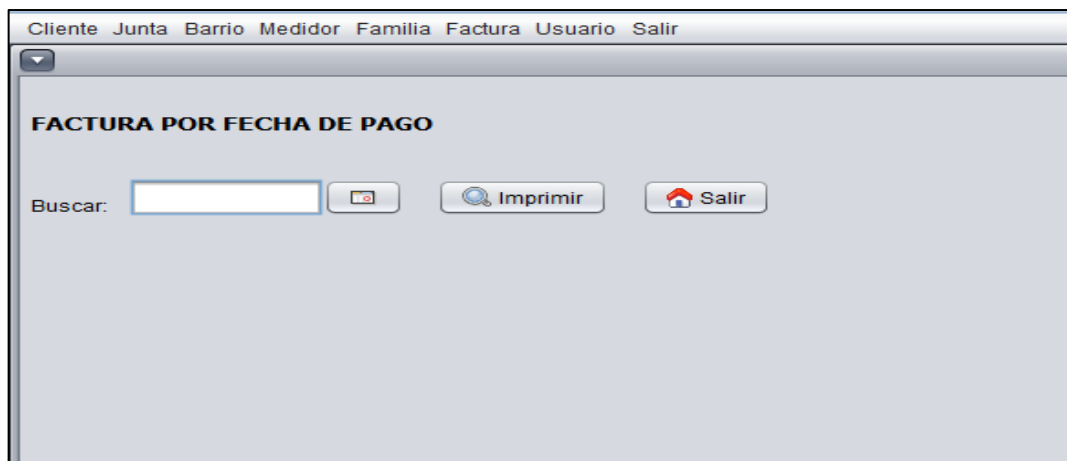 Cliente Junta Barrio Medidor Familia Factura Usuario Salir
FACTURA POR FECHA DE PAGO
Buscar: Imprimir Salir